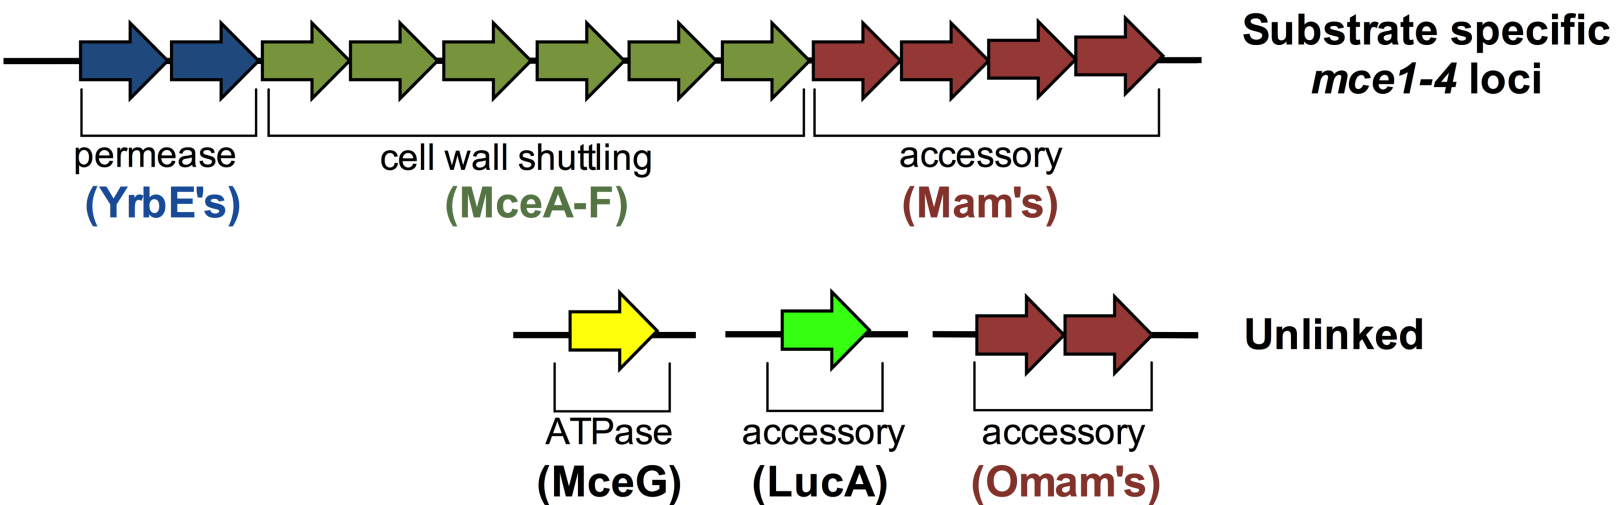 Substrate specific
mce1-4 loci
permease
cell wall shuttling
accessory
(YrbE's)
(MceA-F)
(Mam's)
Unlinked
ATPase
accessory
accessory
(MceG)
(LucA)
(Omam's)